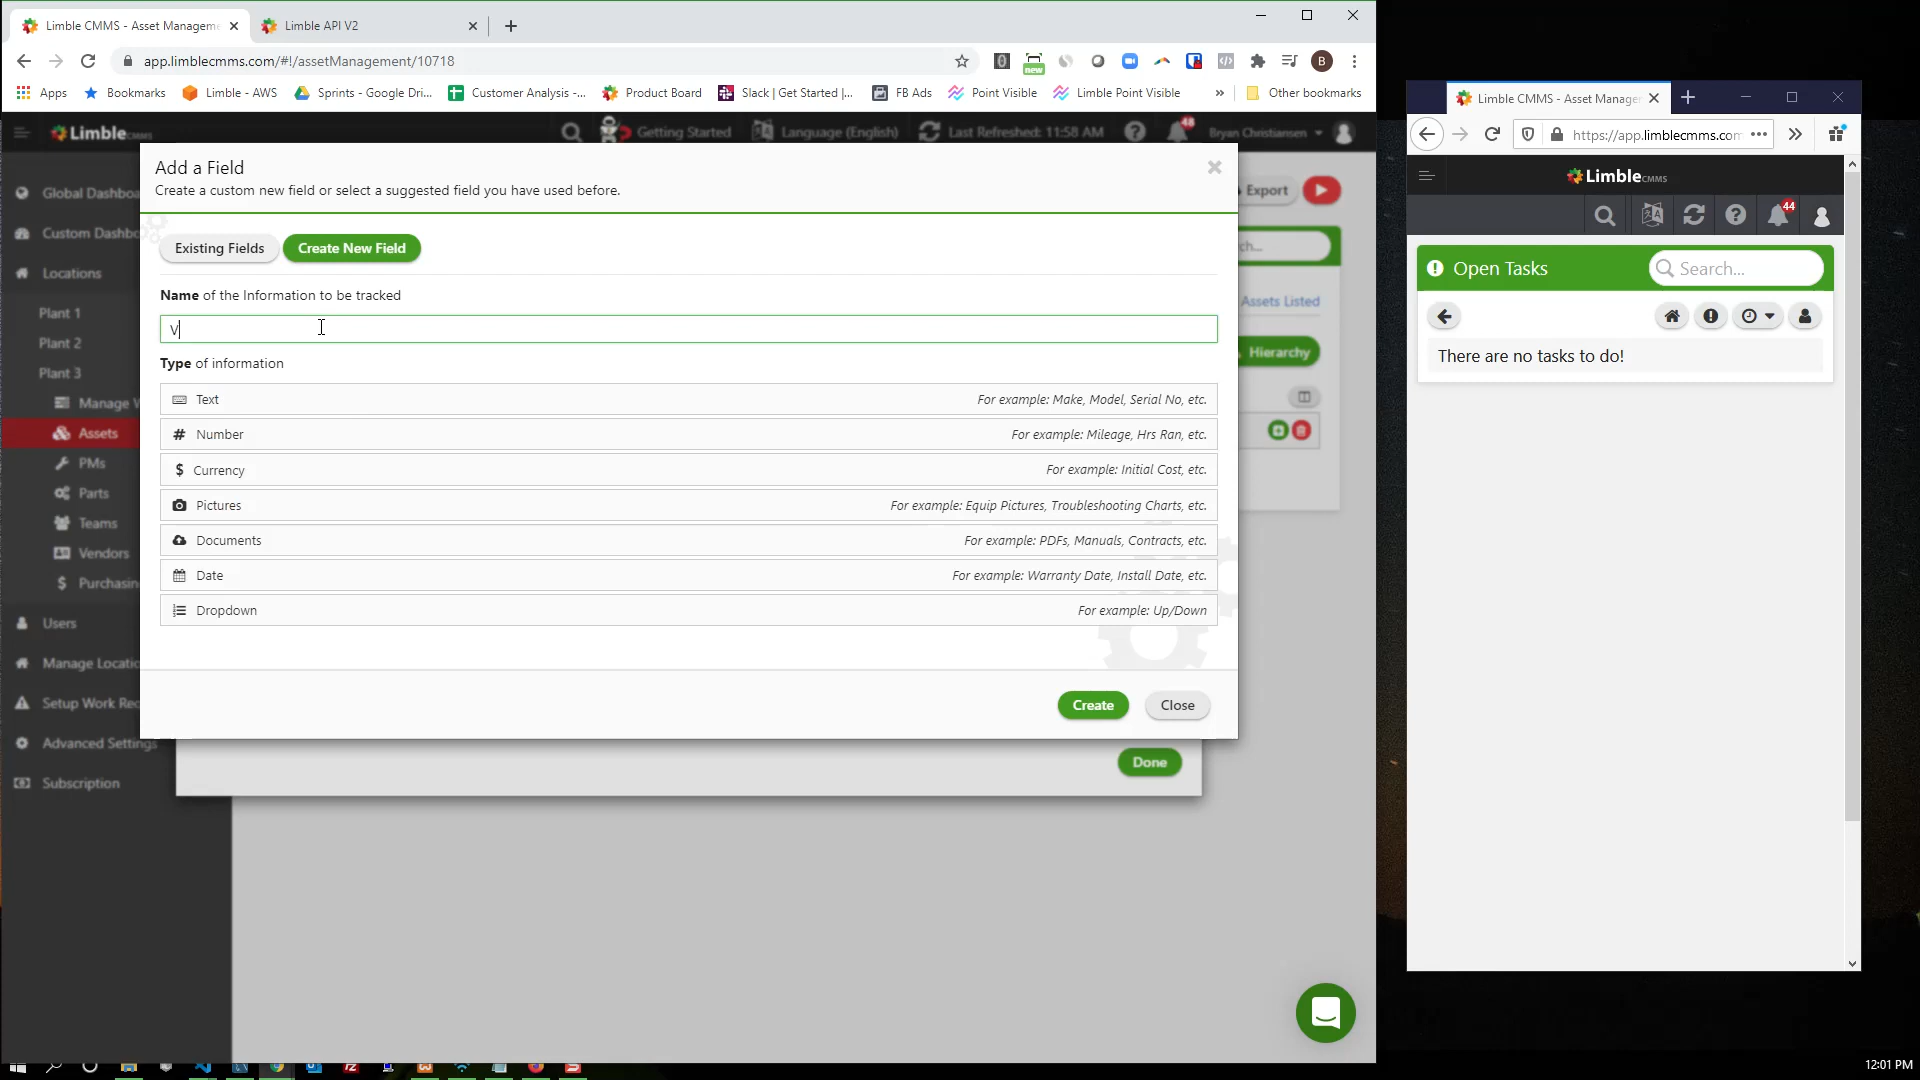 Limble CMMS - Asset Manageme
Limble API V2
app.limblecmms.com/#!/assetManagement/10718
new
B
Apps
Bookmarks
Limble - AWS
Sprints - Google Dri...
Customer Analysis -...
Product Board
Slack | Get Started |...
FB Ads
Point Visible
Limble Point Visible
»
Other bookmarks
Limble CMMS
Getting Started
Language (English)
Last Refreshed: 11:58 AM
48
Bryan Christiansen
Global Dashboa
Custom Dashbo
Locations
Plant 1
Plant 2
Plant 3
Manage W
Assets
PMs
Parts
Teams
Vendors
Purchasin
Users
Manage Locatio
Setup Work Rec
Advanced Settings
Subscription
Export
Assets Listed
Hierarchy
Add a Field
Create a custom new field or select a suggested field you have used before.
Existing Fields
Create New Field
Name of the Information to be tracked
V
Type of information
Text
For example: Make, Model, Serial No, etc.
# Number
For example: Mileage, Hrs Ran, etc.
$ Currency
For example: Initial Cost, etc.
Pictures
For example: Equip Pictures, Troubleshooting Charts, etc.
Documents
For example: PDFs, Manuals, Contracts, etc.
Date
For example: Warranty Date, Install Date, etc.
Dropdown
For example: Up/Down
Create
Close
Done
Limble CMMS - Asset Manager
https://app.limblecmms.com
Limble CMMS
44
Open Tasks
Search...
There are no tasks to do!
12:01 PM